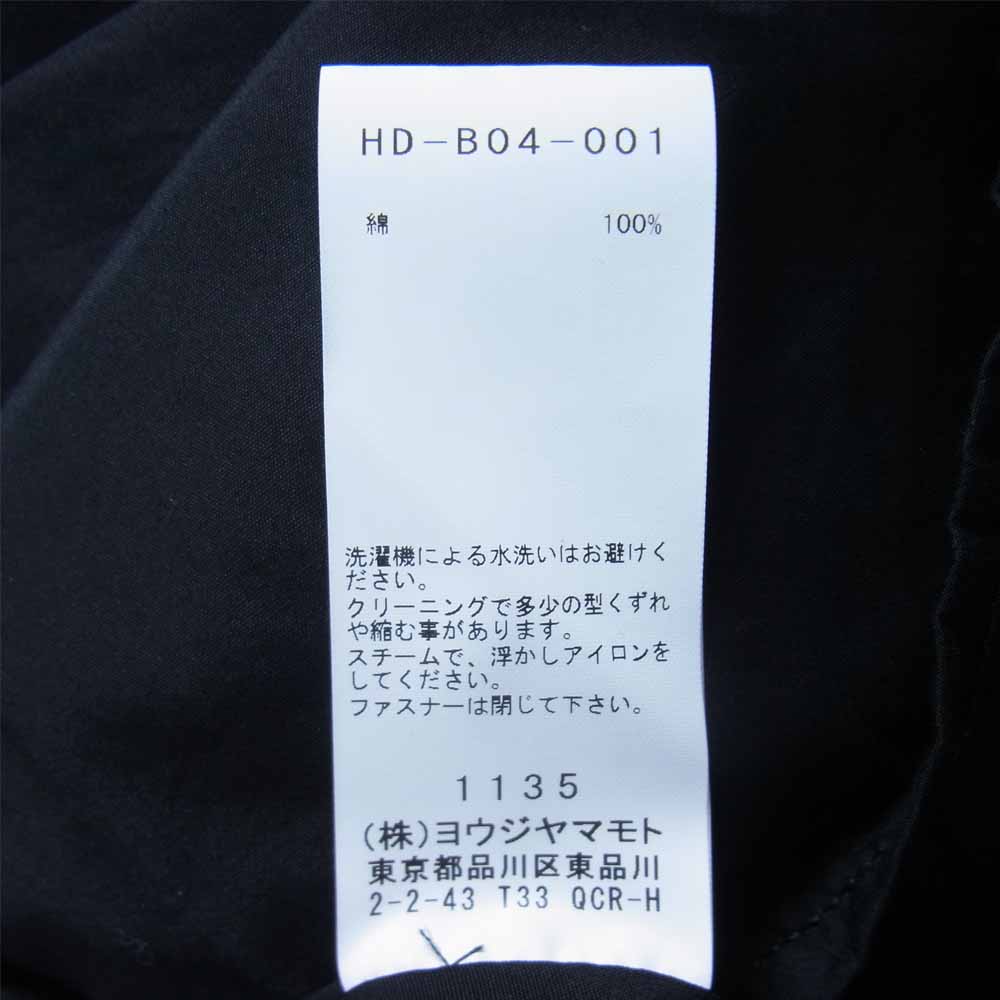 HD-B04-001
綿 100%
洗濯機による水洗いはお避けく
ださい。
クリーニングで多少の型くずれ
や縮む事があります。
スチームで、浮かしアイロンを
してください。
ファスナーは閉じて下さい。
1135
(株)ヨウジヤマモト
東京都品川区東品川
2-2-43 T33 QCR-H